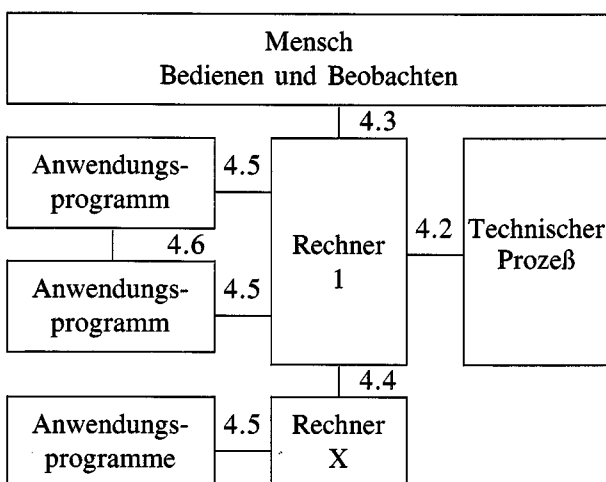 Mensch
Bedienen und Beobachten
4.3
Anwendungs-
programm
4.5
4.6
Anwendungs-
programm
4.5
Rechner
1
4.2
Technischer
Prozeß
4.4
Anwendungs-
programme
4.5
Rechner
X